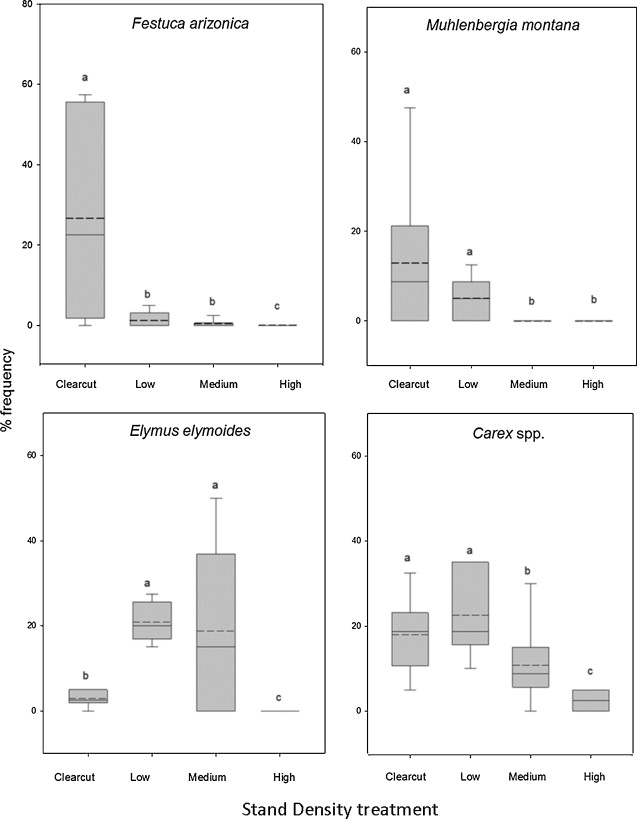 80
Festuca arizonica
a
60
40
20
b
b
c
0
Clearcut Low Medium High
Muhlenbergia montana
60
a
40
20
a
b
b
0
Clearcut Low Medium High
% frequency
Elymus elymoides
60
a
40
a
20
b
c
0
Clearcut Low Medium High
Carex spp.
60
40
a
a
b
20
c
0
Clearcut Low Medium High
Stand Density treatment